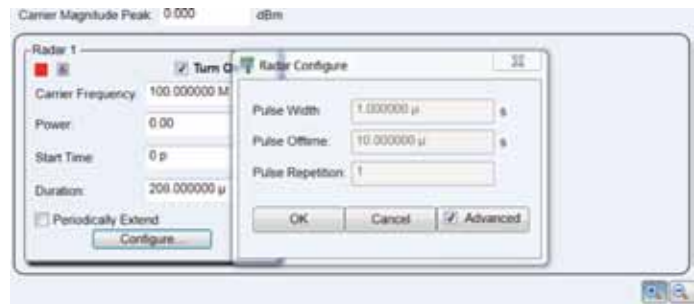 Carrier Magnitude Peak: 0.000 dBm
Radar 1
Turn O
Radar Configure
Carrier Frequency: 100.000000 M
Power: 0.00
Start Time: 0 p
Duration: 200.000000 µ
Periodically Extend
Configure...
Pulse Width: 1.000000 µ s
Pulse Offtime: 10.000000 µ s
Pulse Repetition: 1
OK Cancel Advanced